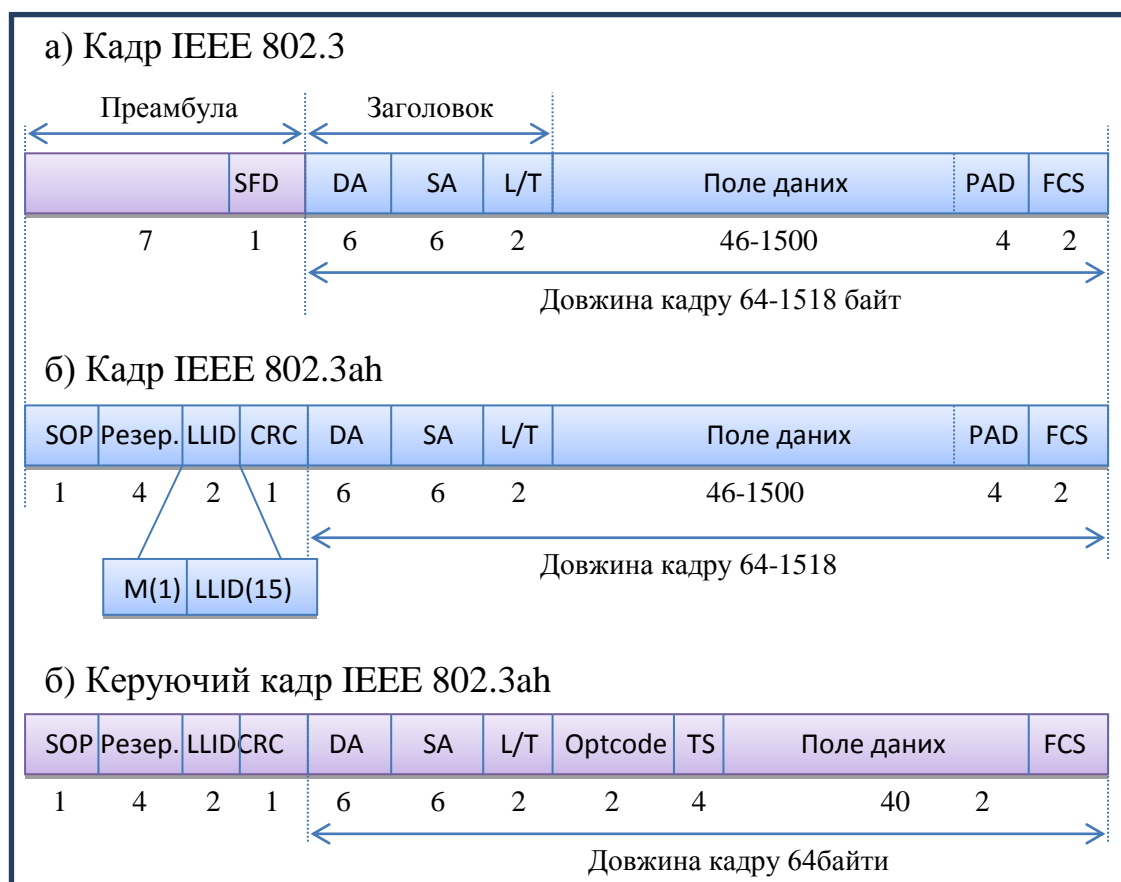 а) Кадр IEEE 802.3
Преамбула Заголовок
SFD DA SA L/T Поле даних PAD FCS
7 1 6 6 2 46-1500 4 2
Довжина кадру 64-1518 байт
б) Кадр IEEE 802.3ah
SOP Резер. LLID CRC DA SA L/T Поле даних PAD FCS
1 4 2 1 6 6 2 46-1500 4 2
Довжина кадру 64-1518
M(1) LLID(15)
б) Керуючий кадр IEEE 802.3ah
SOP Резер. LLID CRC DA SA L/T Optcode TS Поле даних FCS
1 4 2 1 6 6 2 2 4 40 2
Довжина кадру 64байти